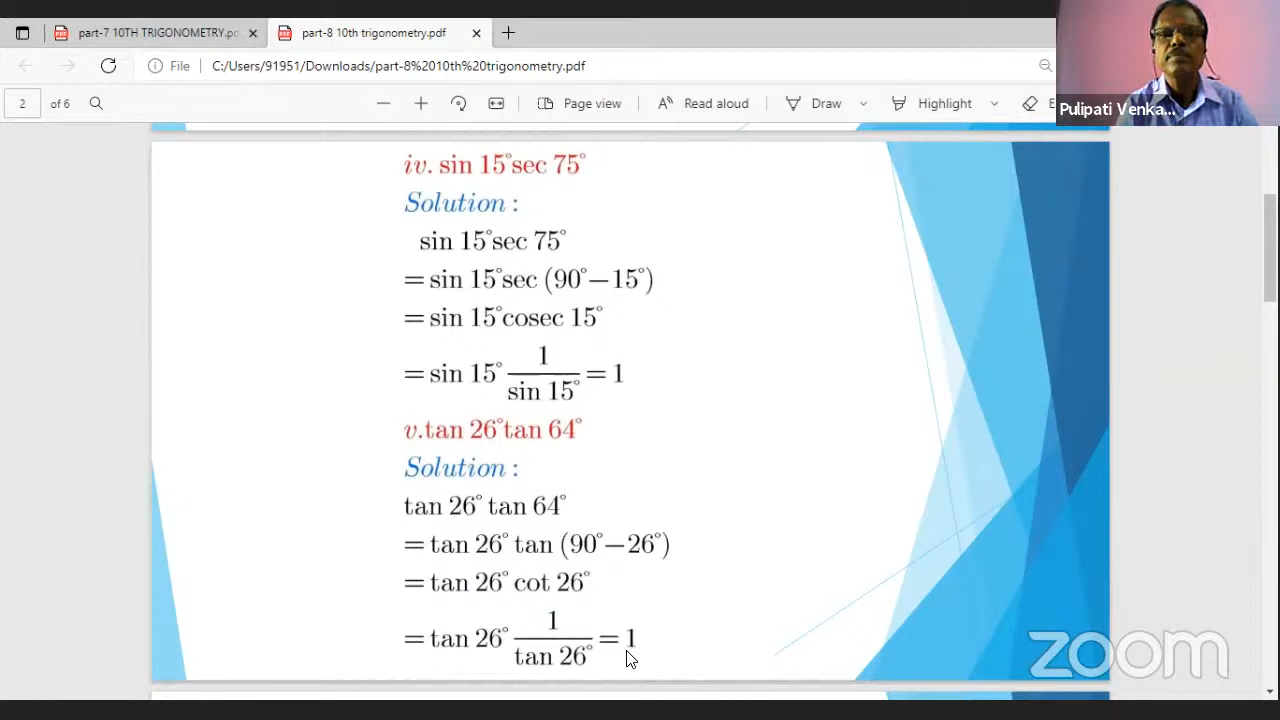 part-7 10TH TRIGONOMETRY.pd
part-8 10th trigonometry.pdf
File
C:/Users/91951/Downloads/part-8%2010th%20trigonometry.pdf
2 of 6
Page view
Read aloud
Draw
Highlight
Pulipati Venka...
iv. sin 15° sec 75°
Solution :
sin 15° sec 75°
= sin 15° sec (90° − 15°)
= sin 15° cosec 15°
= sin 15° 1/sin 15° = 1
v. tan 26° tan 64°
Solution :
tan 26° tan 64°
= tan 26° tan (90° − 26°)
= tan 26° cot 26°
= tan 26° 1/tan 26° = 1
zoom